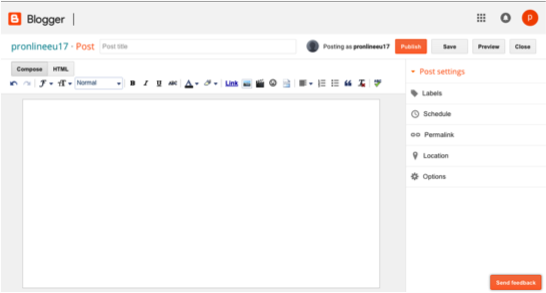 Blogger
P
pronlineeu17 · Post Post title Posting as pronlineeu17 Publish Save Preview Close
Compose HTML
Normal B I U ABC A Link
Post settings
Labels
Schedule
Permalink
Location
Options
Send feedback